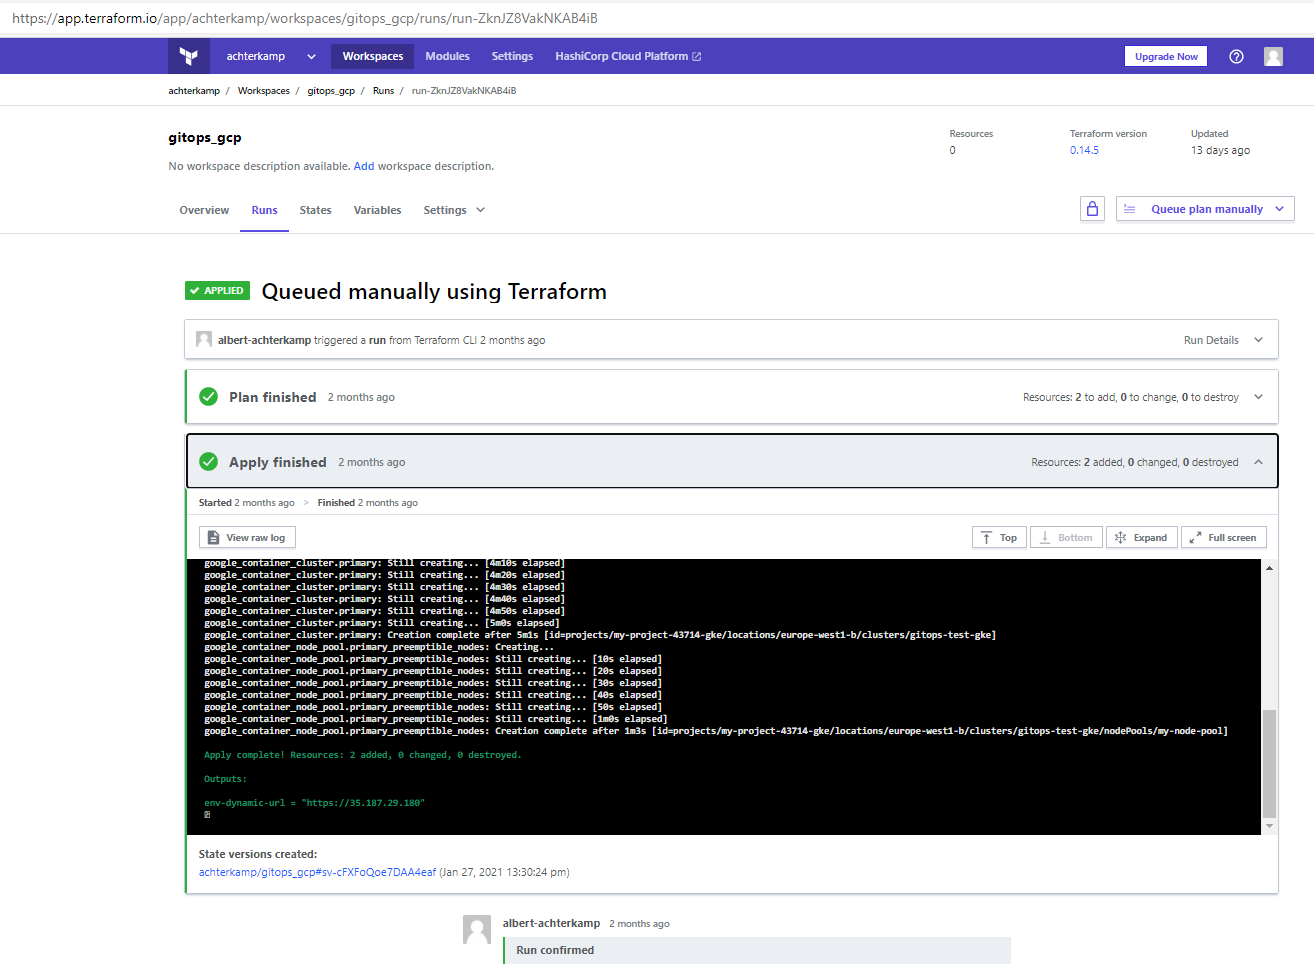 https://app.terraform.io/app/achterkamp/workspaces/gitops_gcp/runs/run-ZknJZ8VakNKAB4iB
achterkamp Workspaces Modules Settings HashiCorp Cloud Platform Upgrade Now
achterkamp / Workspaces / gitops_gcp / Runs / run-ZknJZ8VakNKAB4iB
gitops_gcp
No workspace description available. Add workspace description.
Resources
0
Terraform version
0.14.5
Updated
13 days ago
Overview Runs States Variables Settings
Queue plan manually
APPLIED Queued manually using Terraform
albert-achterkamp triggered a run from Terraform CLI 2 months ago Run Details
Plan finished 2 months ago Resources: 2 to add, 0 to change, 0 to destroy
Apply finished 2 months ago Resources: 2 added, 0 changed, 0 destroyed
Started 2 months ago > Finished 2 months ago
View raw log Top Bottom Expand Full screen
google_container_cluster.primary: Still creating... [4m10s elapsed]
google_container_cluster.primary: Still creating... [4m20s elapsed]
google_container_cluster.primary: Still creating... [4m30s elapsed]
google_container_cluster.primary: Still creating... [4m40s elapsed]
google_container_cluster.primary: Still creating... [4m50s elapsed]
google_container_cluster.primary: Still creating... [5m0s elapsed]
google_container_cluster.primary: Creation complete after 5m1s [id=projects/my-project-43714-gke/locations/europe-west1-b/clusters/gitops-test-gke]
google_container_node_pool.primary_preemptible_nodes: Creating...
google_container_node_pool.primary_preemptible_nodes: Still creating... [10s elapsed]
google_container_node_pool.primary_preemptible_nodes: Still creating... [20s elapsed]
google_container_node_pool.primary_preemptible_nodes: Still creating... [30s elapsed]
google_container_node_pool.primary_preemptible_nodes: Still creating... [40s elapsed]
google_container_node_pool.primary_preemptible_nodes: Still creating... [50s elapsed]
google_container_node_pool.primary_preemptible_nodes: Still creating... [1m0s elapsed]
google_container_node_pool.primary_preemptible_nodes: Creation complete after 1m3s [id=projects/my-project-43714-gke/locations/europe-west1-b/clusters/gitops-test-gke/nodePools/my-node-pool]
Apply complete! Resources: 2 added, 0 changed, 0 destroyed.
Outputs:
env-dynamic-url = "https://35.187.29.180"
State versions created:
achterkamp/gitops_gcp#sv-cFXFoQoe7DAA4eaf (Jan 27, 2021 13:30:24 pm)
albert-achterkamp 2 months ago
Run confirmed